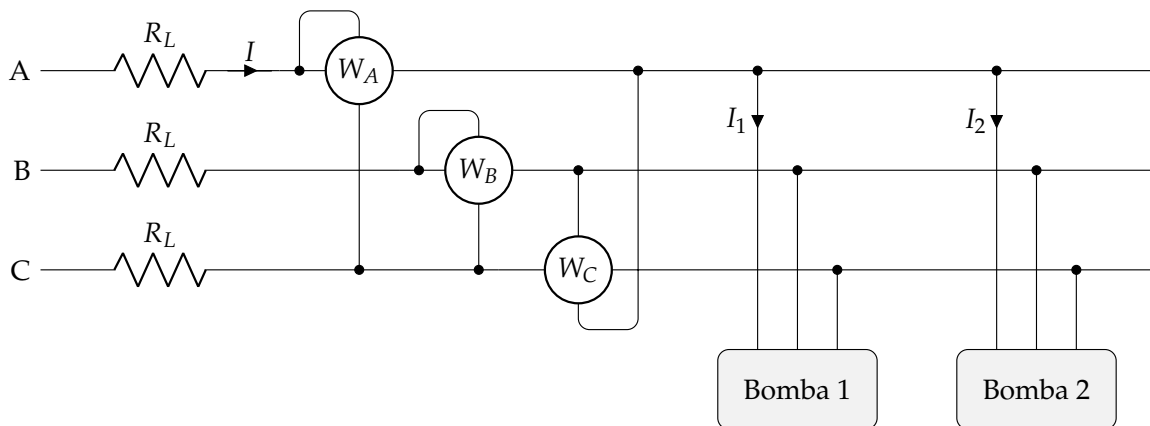 R_L
I
A
W_A
I_1
I_2
R_L
B
W_B
R_L
C
W_C
Bomba 1
Bomba 2